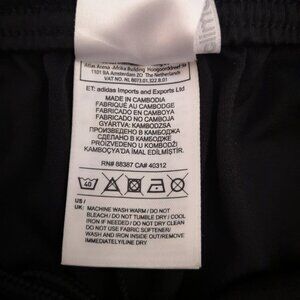 Atlas Arena -Afrika Building Hoogoorddreef
1101 BA Amsterdam ZO The Netherlands
VAT NL 8073.01.322.B.01
ET: adidas Imports and Exports Ltd
MADE IN CAMBODIA
FABRIQUÉ AU CAMBODGE
FABRICADO EN CAMBOYA
FABRICADO NO CAMBOJA
GYÁRTVA: KAMBODZSA
ПРОИЗВЕДЕНО В КАМБОДЖА
СДЕЛАНО В КАМБОДЖЕ
PROIZVEDENO U KOMBODŽI
KAMBOÇYA'DA İMAL EDİLMİŞTİR.
RN# 88387 CA# 40312
40
US /
UK: MACHINE WASH WARM / DO NOT
BLEACH / DO NOT TUMBLE DRY / COOL
IRON IF NEEDED / DO NOT DRY CLEAN
DO NOT USE FABRIC SOFTENER/
WASH AND IRON INSIDE OUT/REMOVE
IMMEDIATELY/LINE DRY